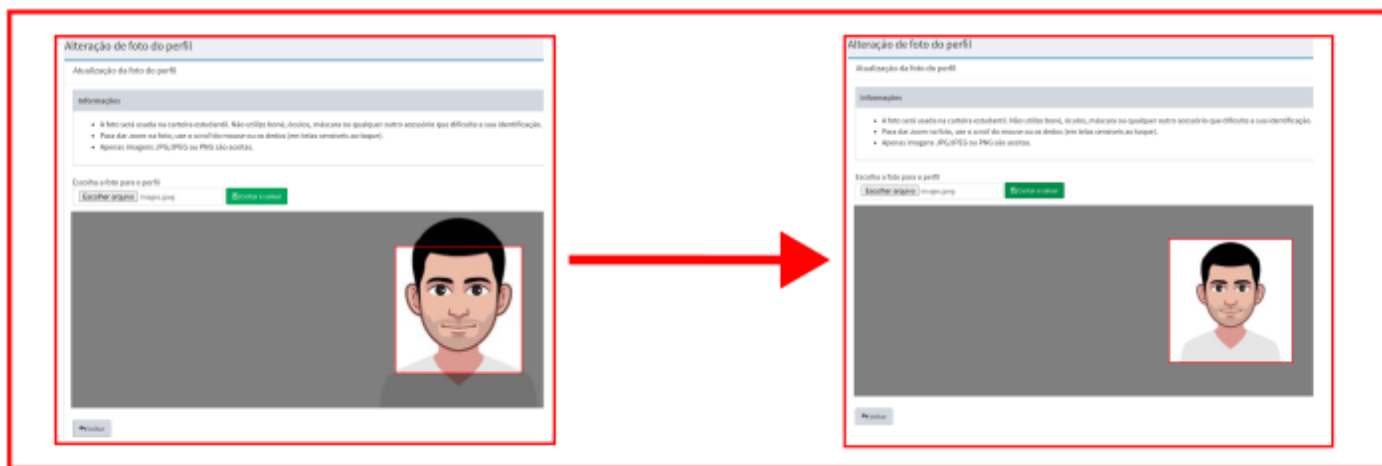 Alteração de foto do perfil
Atualização da foto do perfil
Informações
A foto será usada na carteira estudantil. Não utilize boné, óculos, máscara ou qualquer outro acessório que dificulte a sua identificação.
Para dar zoom na foto, use o scroll do mouse ou os dedos (em telas sensíveis ao toque).
Apenas imagens JPG/JPEG ou PNG são aceitas.
Escolha a foto para o perfil
Escolher arquivo images.jpeg Cortar e salvar
Voltar
Alteração de foto do perfil
Atualização da foto do perfil
Informações
A foto será usada na carteira estudantil. Não utilize boné, óculos, máscara ou qualquer outro acessório que dificulte a sua identificação.
Para dar zoom na foto, use o scroll do mouse ou os dedos (em telas sensíveis ao toque).
Apenas imagens JPG/JPEG ou PNG são aceitas.
Escolha a foto para o perfil
Escolher arquivo images.jpeg Cortar e salvar
Voltar